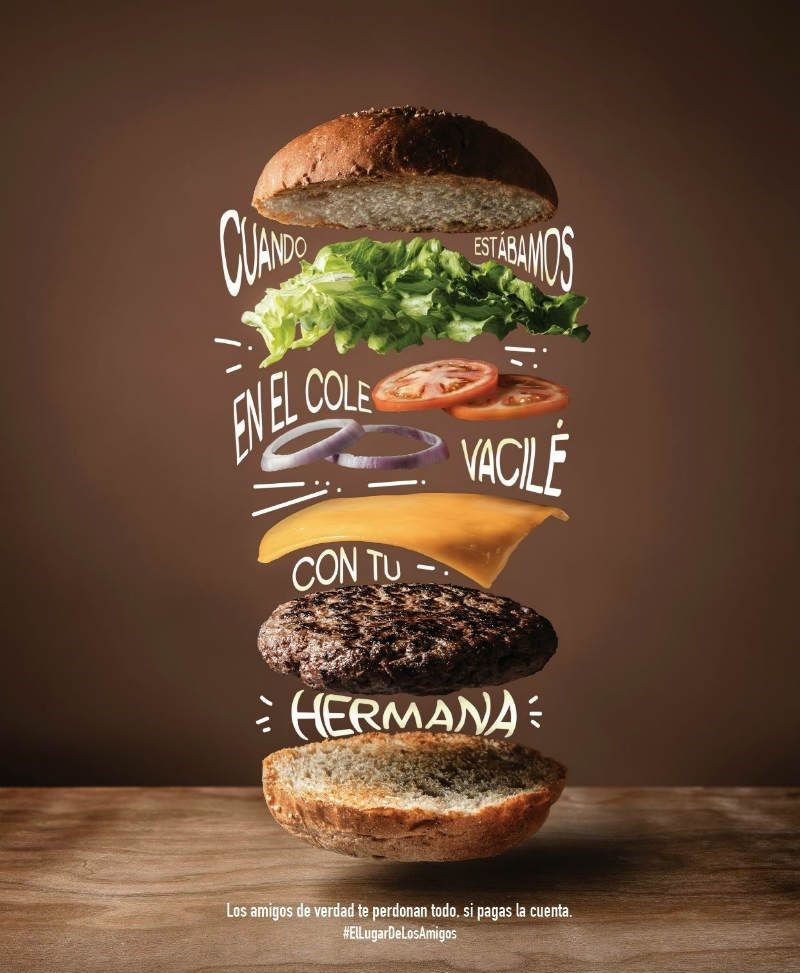 CUANDO ESTÁBAMOS
EN EL COLE
VACILÉ
CON TU
HERMANA
Los amigos de verdad te perdonan todo, si pagas la cuenta.
#ElLugarDeLosAmigos